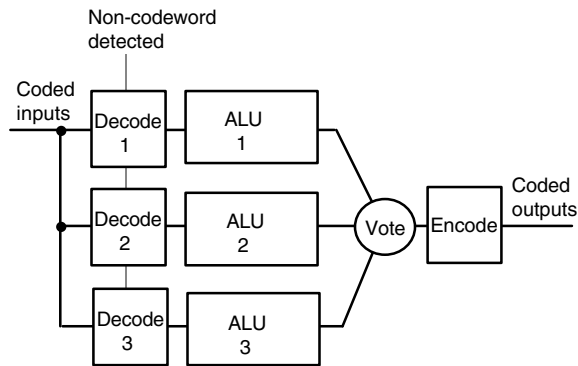 Non-codeword
detected
Coded
inputs
Decode
1
ALU
1
Decode
2
ALU
2
Vote
Encode
Coded
outputs
Decode
3
ALU
3